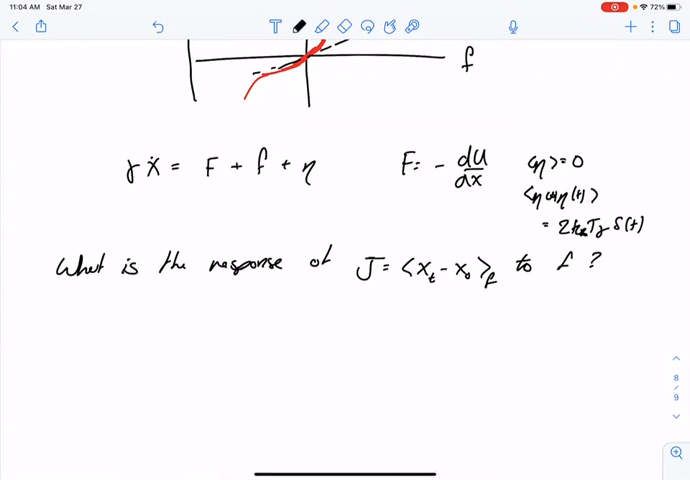 11:04 AM Sat Mar 27
72%
f
γẋ = F + f + η    F = - dU/dx    <η> = 0
<η(0)η(t)>
= 2k_BTγ δ(t)
What is the response of J = <x_t - x_0>_f to f ?
8
/
9